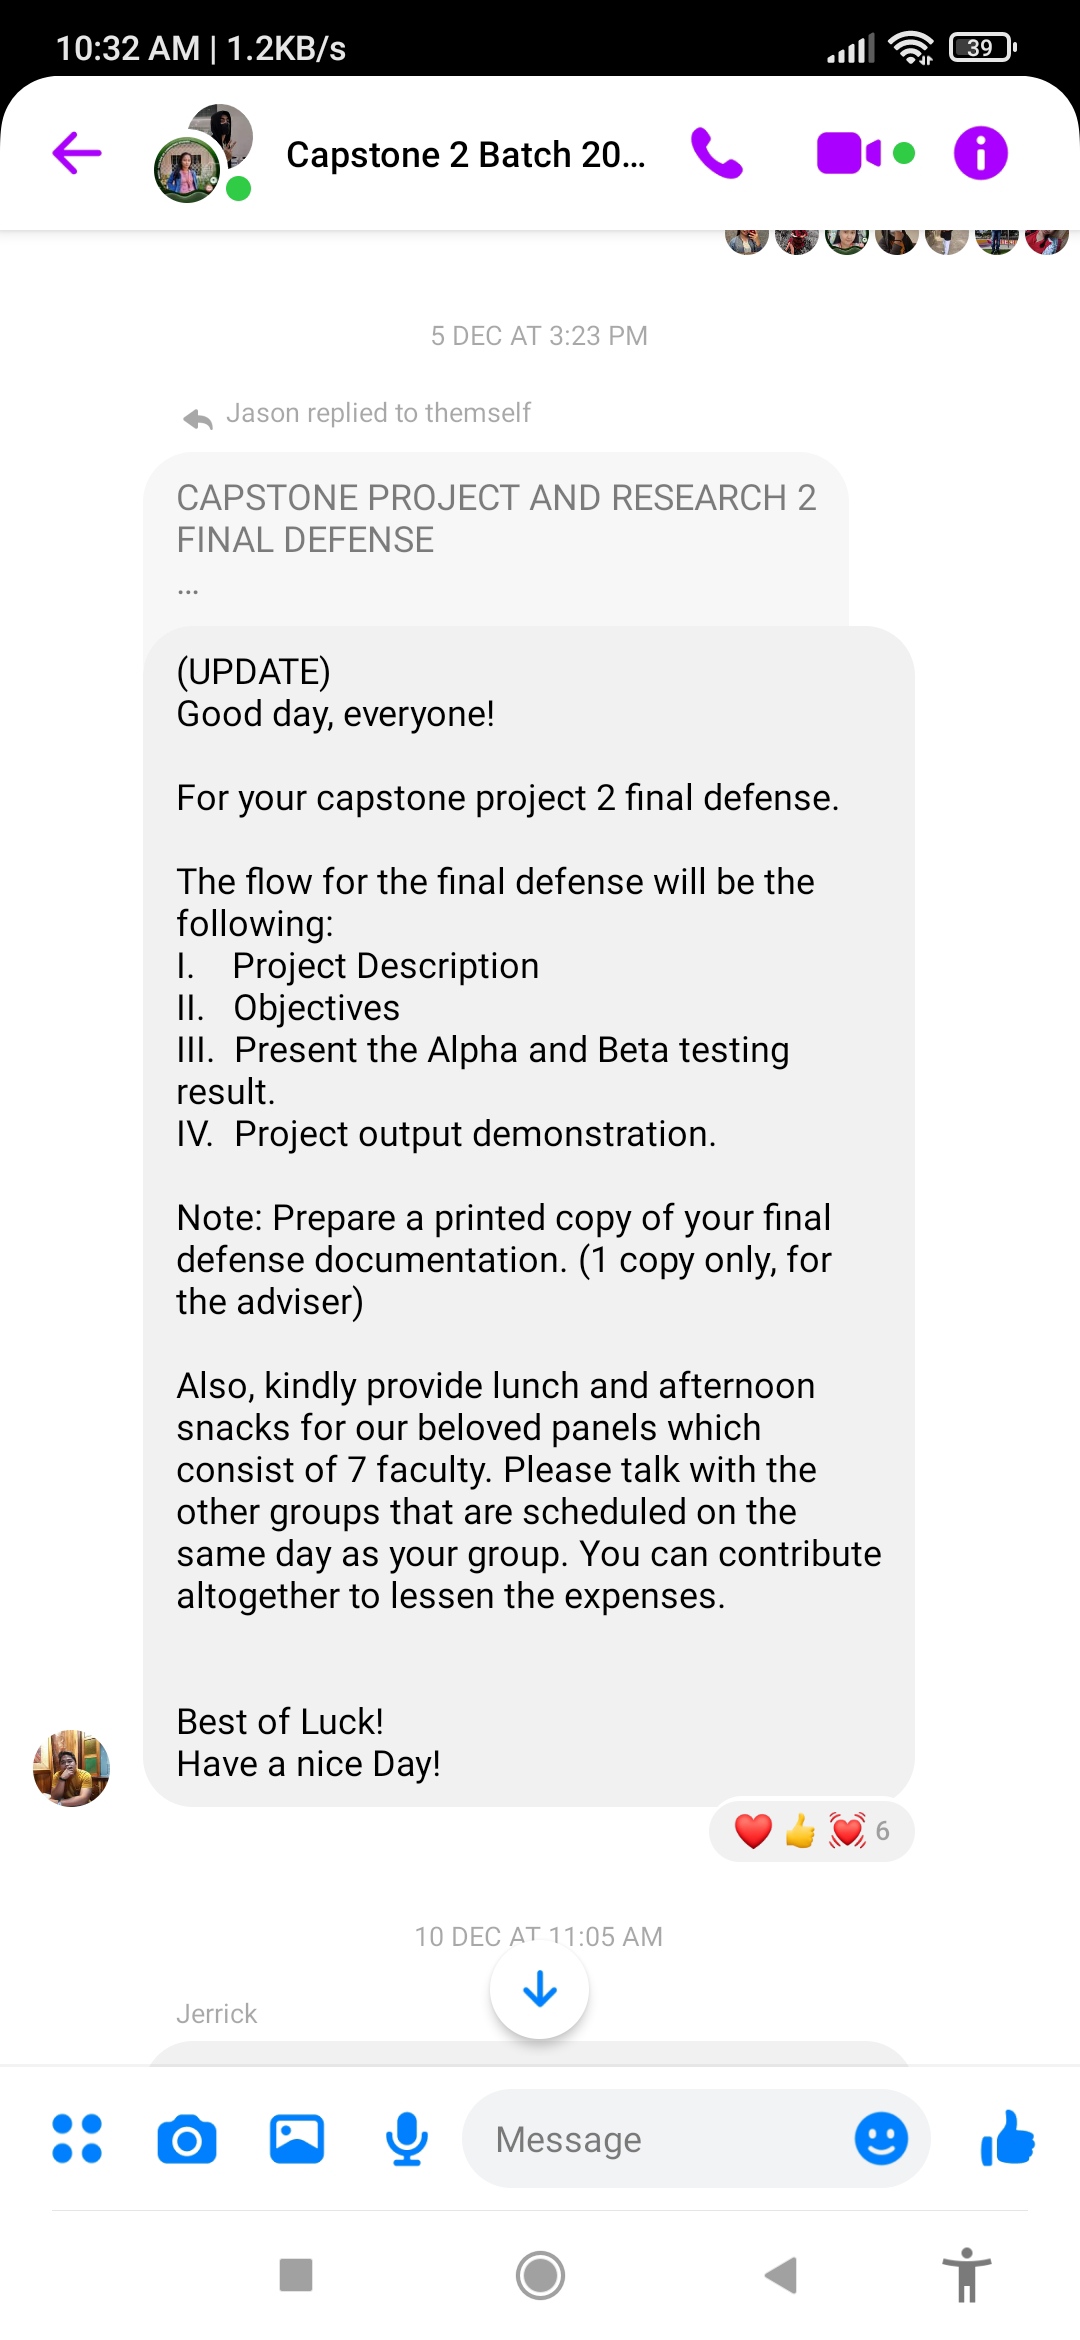 10:32 AM | 1.2KB/s
39
Capstone 2 Batch 20...
5 DEC AT 3:23 PM
Jason replied to themself
CAPSTONE PROJECT AND RESEARCH 2
FINAL DEFENSE
...
(UPDATE)
Good day, everyone!
For your capstone project 2 final defense.
The flow for the final defense will be the
following:
I. Project Description
II. Objectives
III. Present the Alpha and Beta testing
result.
IV. Project output demonstration.
Note: Prepare a printed copy of your final
defense documentation. (1 copy only, for
the adviser)
Also, kindly provide lunch and afternoon
snacks for our beloved panels which
consist of 7 faculty. Please talk with the
other groups that are scheduled on the
same day as your group. You can contribute
altogether to lessen the expenses.
Best of Luck!
Have a nice Day!
6
10 DEC AT 11:05 AM
Jerrick
Message